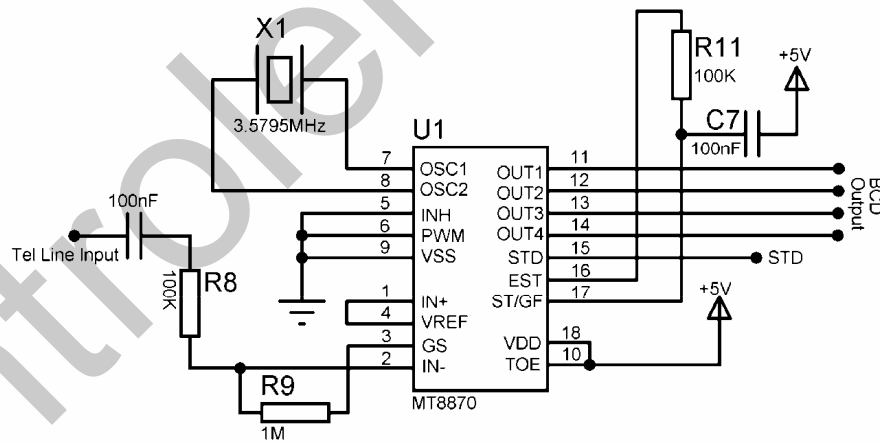 X1
3.5795MHz
U1
R11
100K
+5V
C7
100nF
7
OSC1
8
OSC2
5
INH
6
PWM
9
VSS
1
IN+
4
VREF
3
GS
2
IN-
OUT1
11
OUT2
12
OUT3
13
OUT4
14
STD
15
EST
16
ST/GF
17
VDD
18
TOE
10
MT8870
BCD
Output
STD
+5V
100nF
Tel Line Input
R8
100K
R9
1M
ntroler